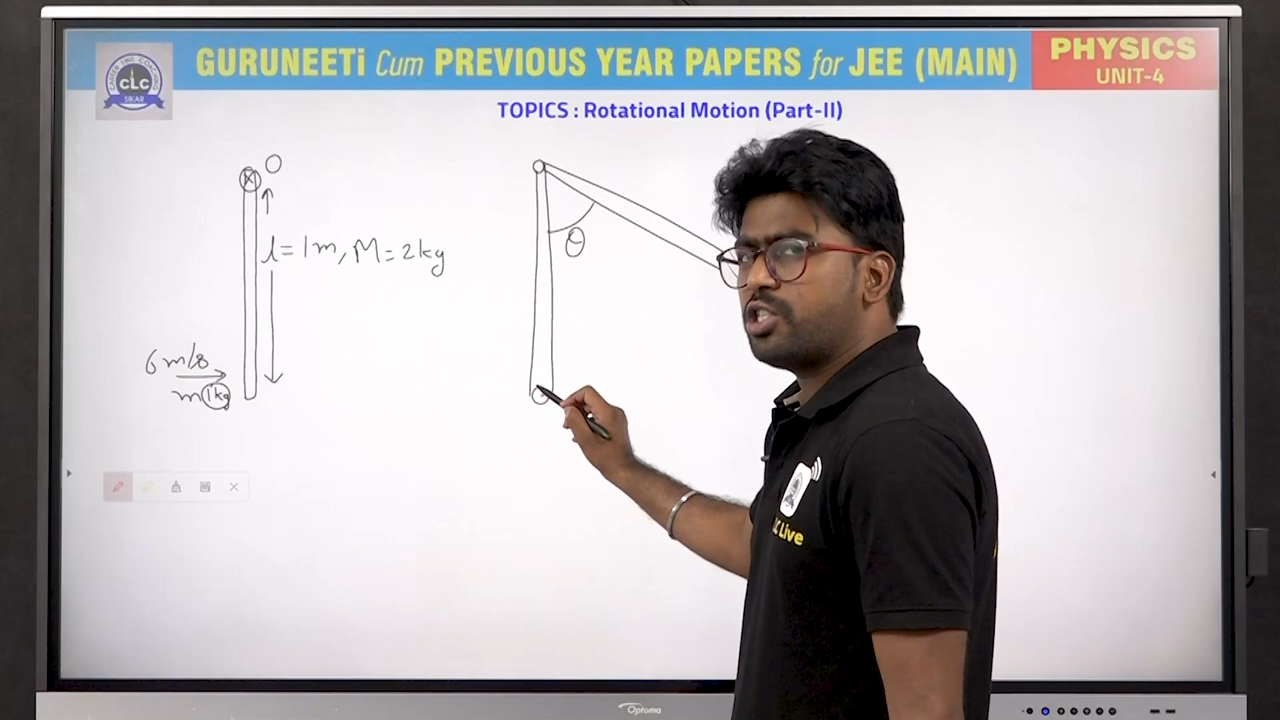 GURUNEETi Cum PREVIOUS YEAR PAPERS for JEE (MAIN)
PHYSICS
UNIT-4
CLC
SIKAR
TOPICS : Rotational Motion (Part-II)
O
l = 1m, M = 2kg
θ
6 m/s
m 1kg
Live
Optoma